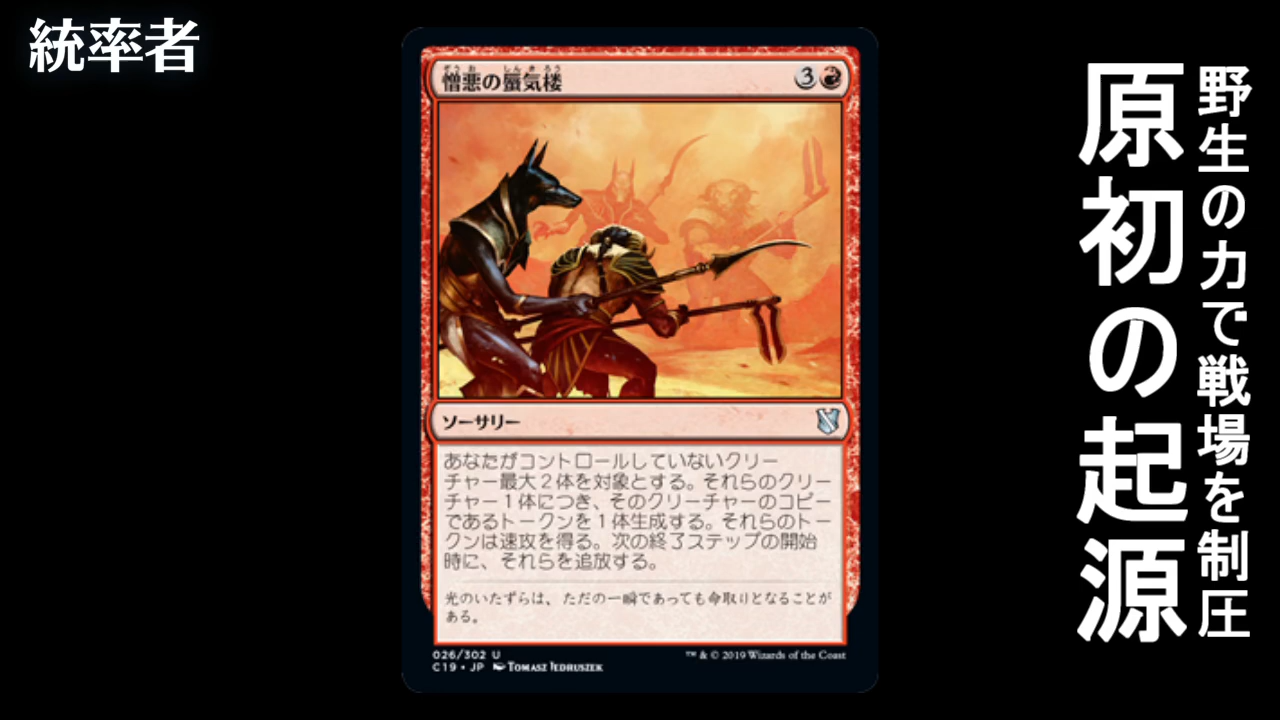 統率者
憎悪の蜃気楼
ぞうお しんきろう
3
ソーサリー
あなたがコントロールしていないクリー
チャー最大2体を対象とする。それらのクリー
チャー1体につき、そのクリーチャーのコピー
であるトークンを1体生成する。それらのトー
クンは速攻を得る。次の終了ステップの開始
時に、それらを追放する。
光のいたずらは、ただの一瞬であっても命取りとなることが
ある。
026/302 U
C19・JP TOMASZ JEDRUSZEK
™ & © 2019 Wizards of the Coast
野生の力で戦場を制圧
原初の起源